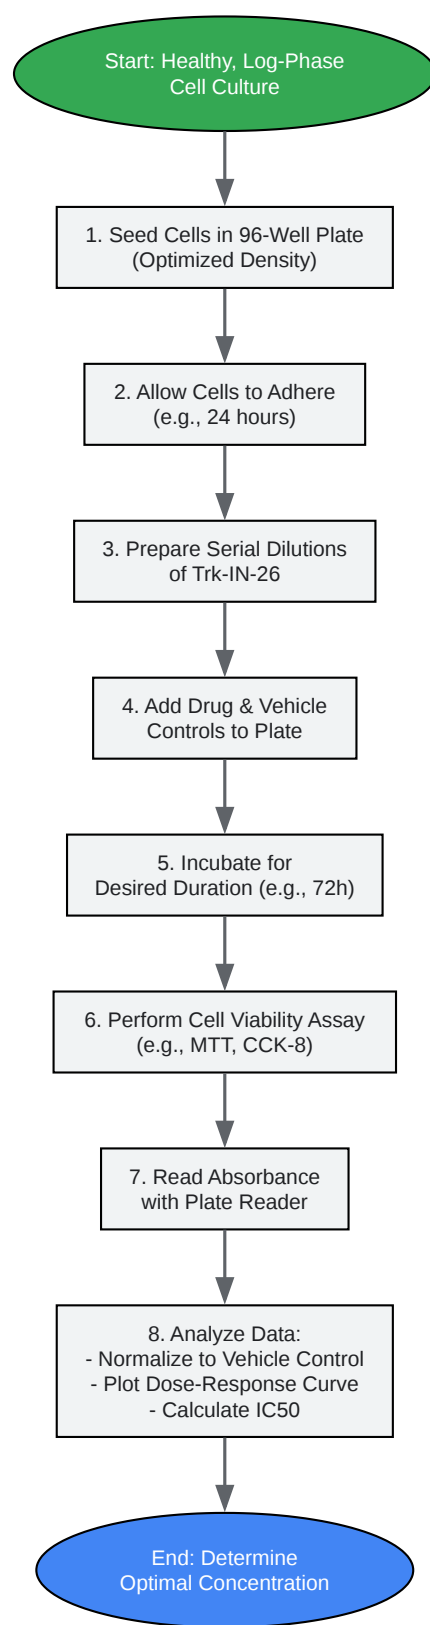 Start: Healthy, Log-Phase
Cell Culture
1. Seed Cells in 96-Well Plate
(Optimized Density)
2. Allow Cells to Adhere
(e.g., 24 hours)
3. Prepare Serial Dilutions
of Trk-IN-26
4. Add Drug & Vehicle
Controls to Plate
5. Incubate for
Desired Duration (e.g., 72h)
6. Perform Cell Viability Assay
(e.g., MTT, CCK-8)
7. Read Absorbance
with Plate Reader
8. Analyze Data:
- Normalize to Vehicle Control
- Plot Dose-Response Curve
- Calculate IC50
End: Determine
Optimal Concentration